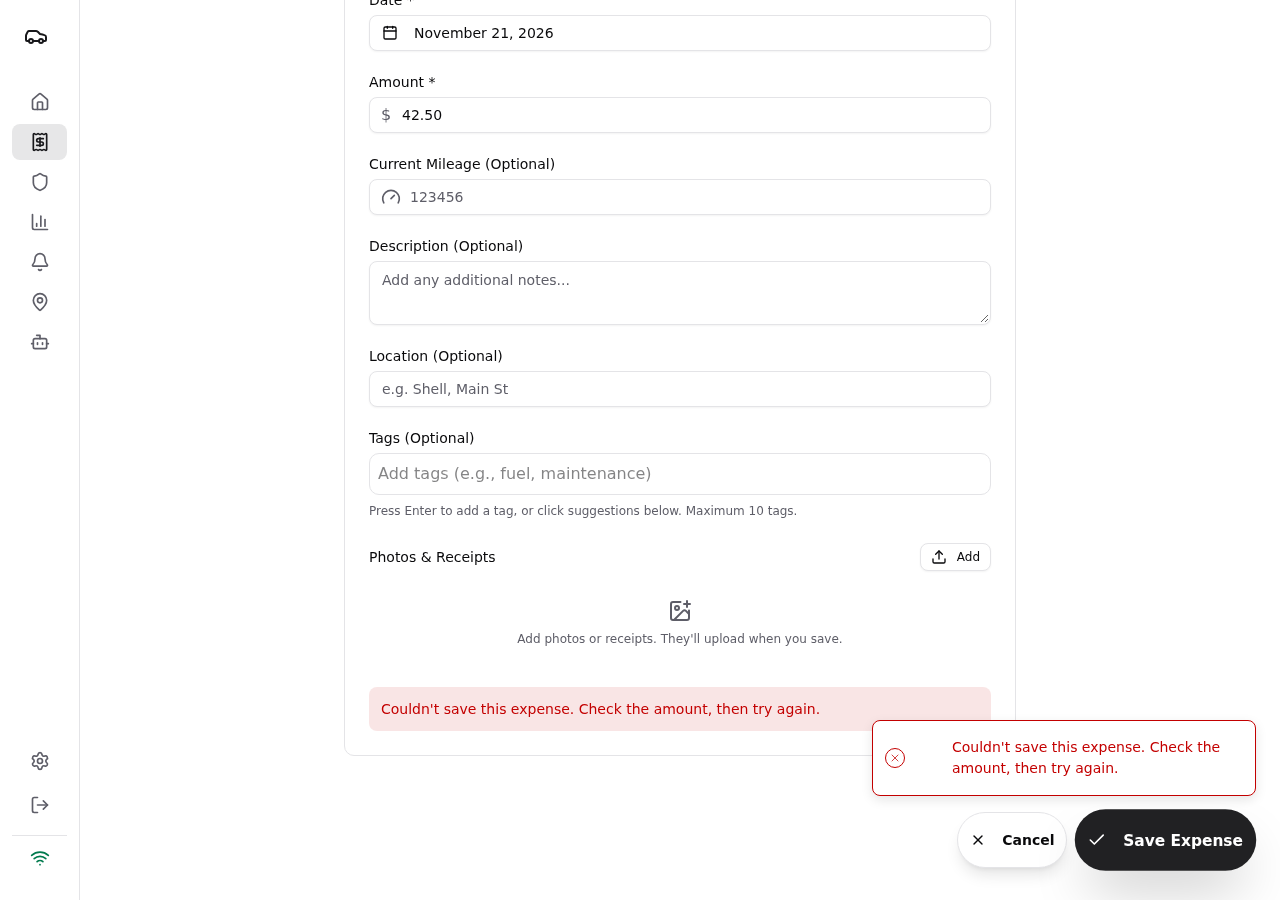 Date *
November 21, 2026
Amount *
$ 42.50
Current Mileage (Optional)
123456
Description (Optional)
Add any additional notes...
Location (Optional)
e.g. Shell, Main St
Tags (Optional)
Add tags (e.g., fuel, maintenance)
Press Enter to add a tag, or click suggestions below. Maximum 10 tags.
Photos & Receipts
Add
Add photos or receipts. They'll upload when you save.
Couldn't save this expense. Check the amount, then try again.
Couldn't save this expense. Check the
amount, then try again.
Cancel
Save Expense